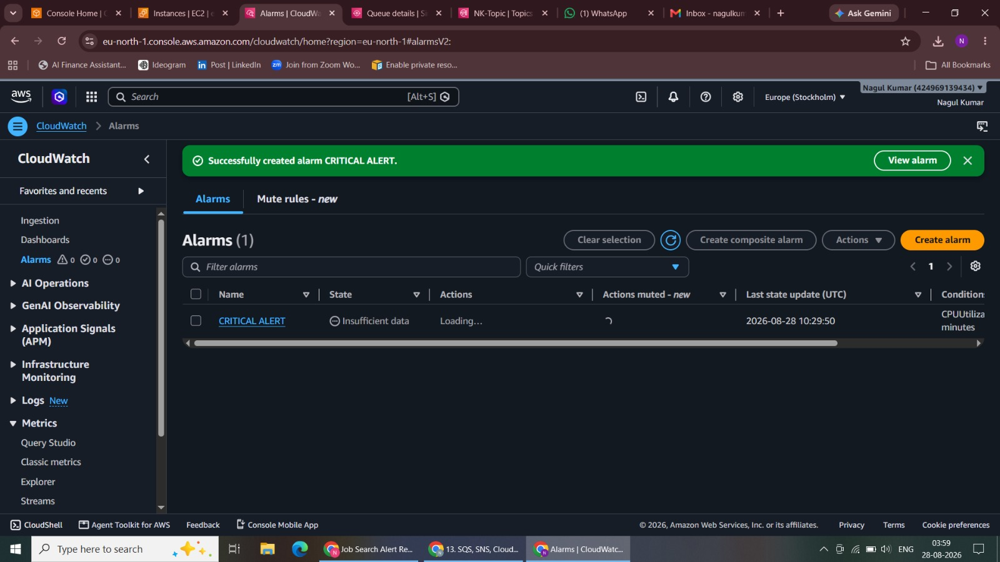 Console Home | C
Instances | EC2 | e
Alarms | CloudWa
Queue details | Si
NK-Topic | Topics
(1) WhatsApp
Inbox - nagulkum
Ask Gemini
eu-north-1.console.aws.amazon.com/cloudwatch/home?region=eu-north-1#alarmsV2:
N
AI Finance Assistant...
Ideogram
in Post | LinkedIn
zm Join from Zoom Wo...
Enable private reso...
All Bookmarks
aws
Search
[Alt+S]
Europe (Stockholm)
Nagul Kumar (424969139434)
Nagul Kumar
CloudWatch
Alarms
CloudWatch
Favorites and recents
Ingestion
Dashboards
Alarms 0 0 0
AI Operations
GenAI Observability
Application Signals
(APM)
Infrastructure
Monitoring
Logs New
Metrics
Query Studio
Classic metrics
Explorer
Streams
Successfully created alarm CRITICAL ALERT.
View alarm
Alarms
Mute rules - new
Alarms (1)
Clear selection
Create composite alarm
Actions
Create alarm
Filter alarms
Quick filters
1
Name
State
Actions
Actions muted - new
Last state update (UTC)
Condition
CRITICAL ALERT
Insufficient data
Loading...
2026-08-28 10:29:50
CPUUtiliza
minutes
CloudShell
Agent Toolkit for AWS
Feedback
Console Mobile App
© 2026, Amazon Web Services, Inc. or its affiliates.
Privacy
Terms
Cookie preferences
Type here to search
Job Search Alert Re...
13. SQS, SNS, Cloud...
Alarms | CloudWatc...
ENG
03:59
28-08-2026